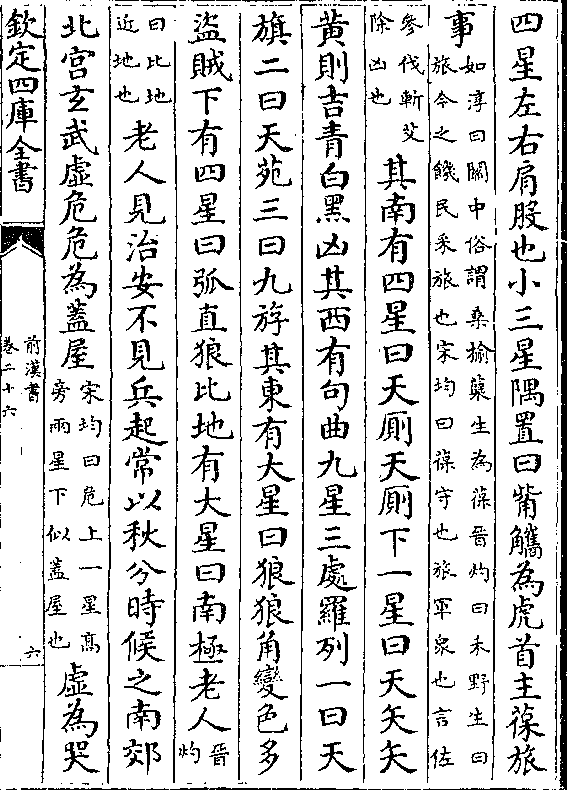 四星左右肩股也小三星隅置曰觜觿為虎首主葆旅
事
如淳曰關中俗謂桑榆蘖生為葆晉灼曰禾野生曰
旅今之饑民采旅也宋均曰葆守也旅軍衆也言佐
參伐斬艾
除凶也
其南有四星曰天厠天厠下一星曰天矢矢
黄則吉青白黑凶其西有句曲九星三處羅列一曰天
旗二曰天苑三曰九斿其東有大星曰狼狼角變色多
盜賊下有四星曰弧直狼比地有大星曰南極老人
晉
灼
曰比地
近地也
老人見治安不見兵起常以秋分時候之南郊
北宫玄武虚危危為蓋屋
宋均曰危上一星髙
旁兩星下似蓋屋也
虚為哭
欽定四庫全書
前漢書
卷二十六
六